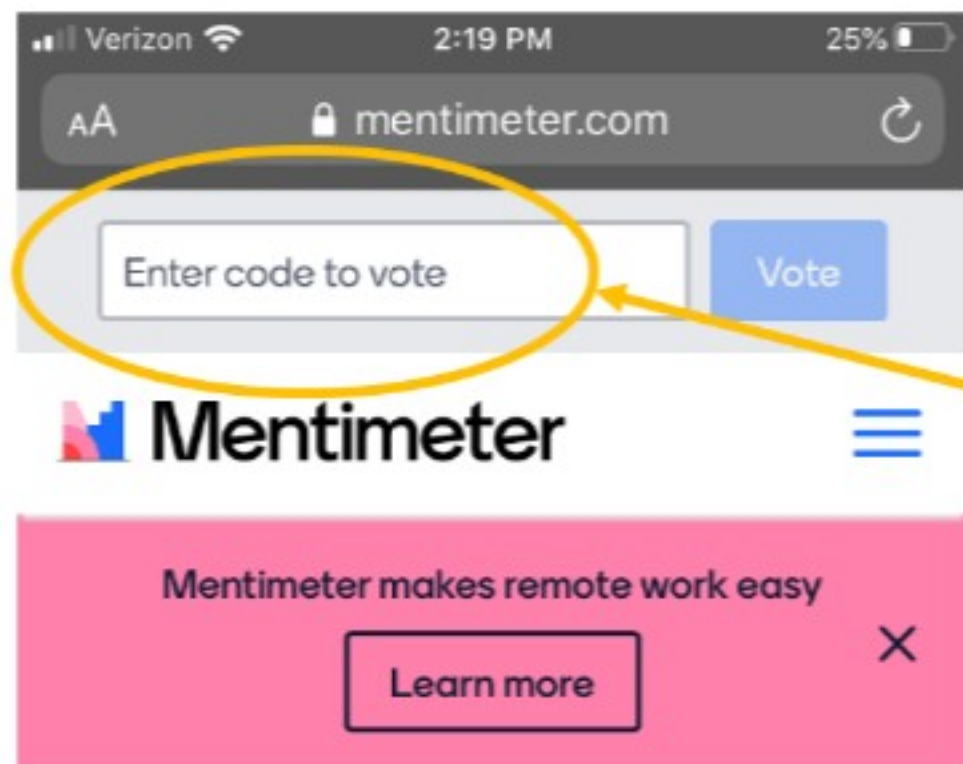 Verizon 2:19 PM 25%
AA mentimeter.com
Enter code to vote Vote
Mentimeter
Mentimeter makes remote work easy
Learn more